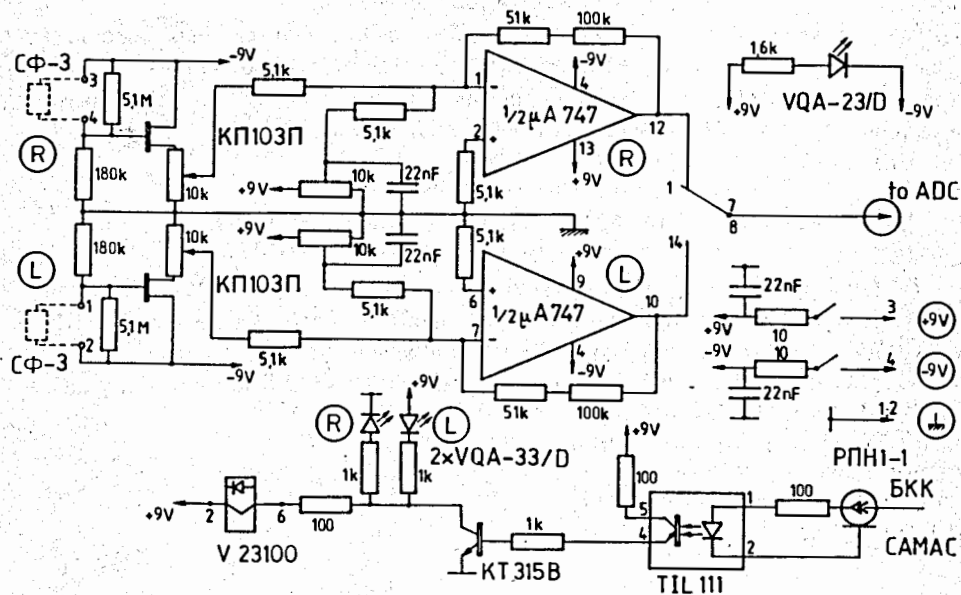 51k 100k
СФ-3
3
-9V
5,1k
-9V
1,6k
5,1M
1
4
+9V
VQA-23/D
-9V
4
5,1k
1/2μA 747
12
R
КП103П
2
13
R
180k
10k
+9V
10k
22nF
5,1k
+9V
1
to ADC
7
8
+9V
180k
10k
10k
22nF
5,1k
+9V
14
L
КП103П
9
L
22nF
1
5,1M
5,1k
6
1/2μA 747
10
+9V
10
3
+9V
2
7
-9V
10
4
-9V
СФ-3
5,1k
4
-9V
-9V
22nF
51k 100k
1-2
+9V
R
L
2xVQA-33/D
+9V
РПН1-1
1k
1k
100
1
100
БКК
5
+9V
2
6
100
1k
4
2
САМАС
V 23100
КТ315В
TIL 111